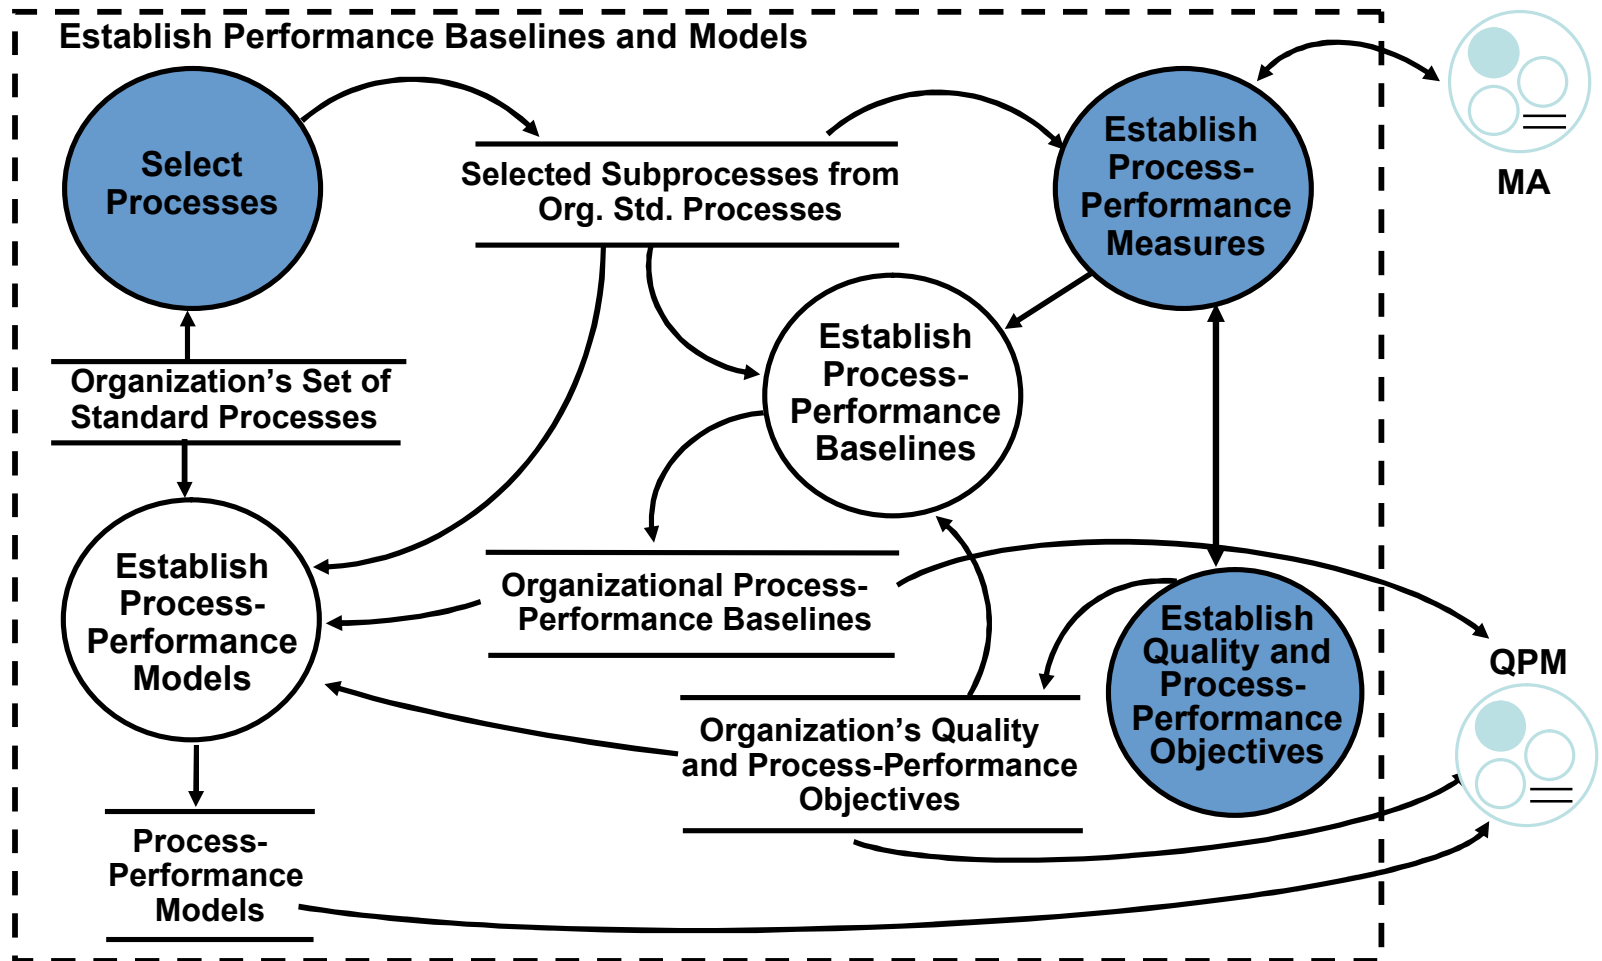 Establish Performance Baselines and Models
Select
Processes
Selected Subprocesses from
Org. Std. Processes
Establish
Process-
Performance
Measures
MA
Organization's Set of
Standard Processes
Establish
Process-
Performance
Baselines
Establish
Process-
Performance
Models
Organizational Process-
Performance Baselines
Establish
Quality and
Process-
Performance
Objectives
QPM
Organization's Quality
and Process-Performance
Objectives
Process-
Performance
Models